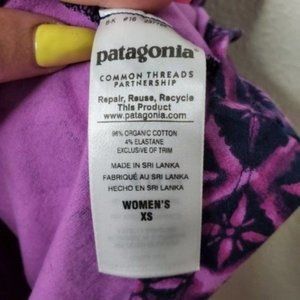 patagonia
COMMON THREADS
PARTNERSHIP
Repair, Reuse, Recycle
This Product
www.patagonia.com
96% ORGANIC COTTON
4% ELASTANE
EXCLUSIVE OF TRIM
MADE IN SRI LANKA
FABRIQUÉ AU SRI LANKA
HECHO EN SRI LANKA
WOMEN'S
XS